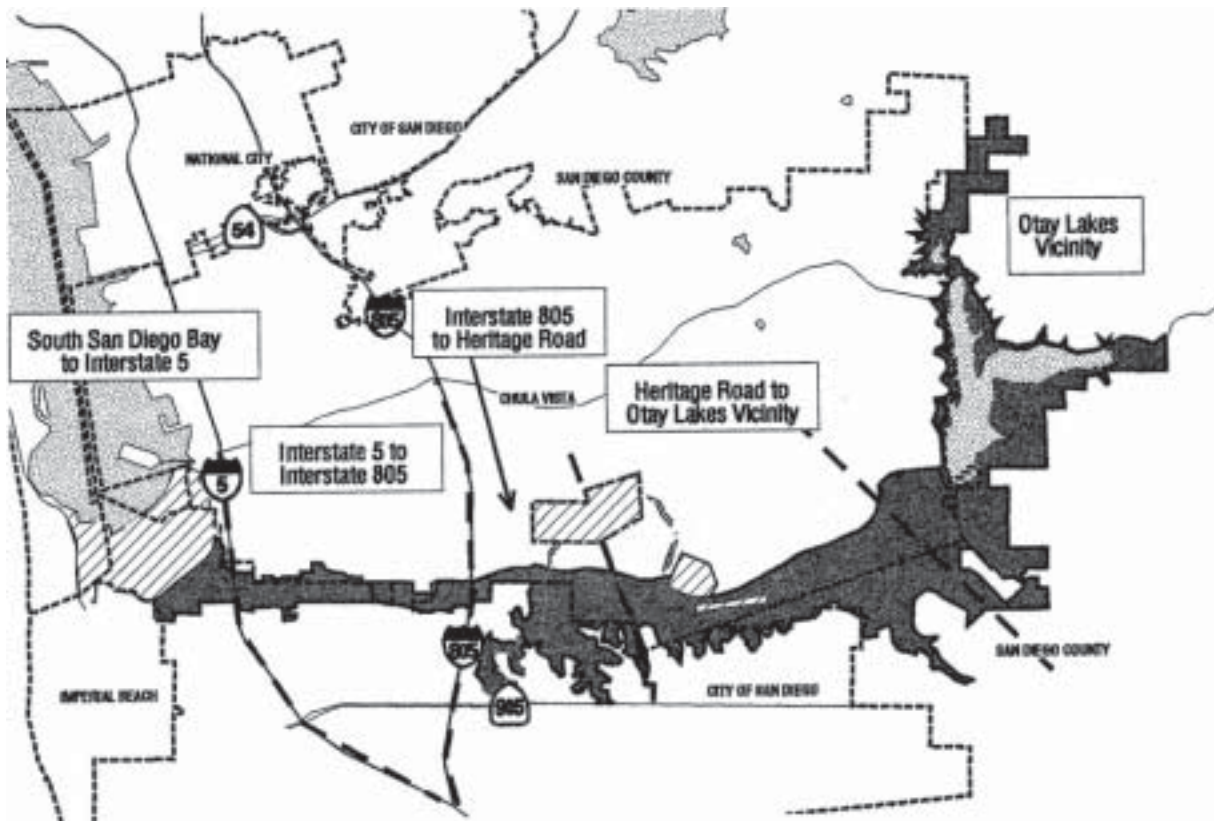 CITY OF SAN DIEGO
NATIONAL CITY
SAN DIEGO COUNTY
54
Otay Lakes
Vicinity
805
Interstate 805
to Heritage Road
South San Diego Bay
to Interstate 5
CHULA VISTA
Heritage Road to
Otay Lakes Vicinity
Interstate 5 to
Interstate 805
5
805
SAN DIEGO COUNTY
IMPERIAL BEACH
CITY OF SAN DIEGO
905